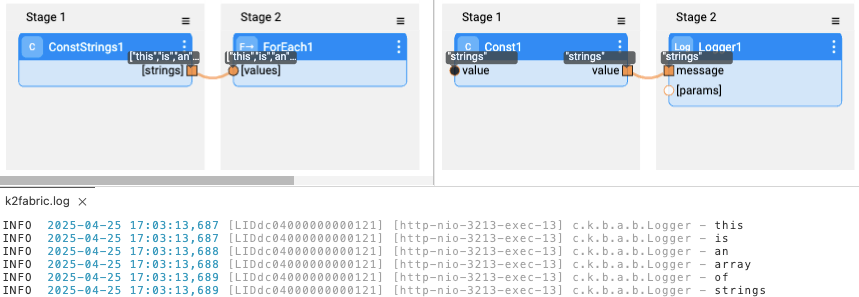 Stage 1
Stage 2
Stage 1
Stage 2
C ConstStrings1
F→ ForEach1
C Const1
Log Logger1
["this","is","an"...
["this","is","an"...
"strings"
"strings"
"strings"
[strings]
[values]
value
value
message
[params]
k2fabric.log ×
INFO 2025-04-25 17:03:13,687 [LIDdc04000000000121] [http-nio-3213-exec-13] c.k.b.a.b.Logger - this
INFO 2025-04-25 17:03:13,687 [LIDdc04000000000121] [http-nio-3213-exec-13] c.k.b.a.b.Logger - is
INFO 2025-04-25 17:03:13,688 [LIDdc04000000000121] [http-nio-3213-exec-13] c.k.b.a.b.Logger - an
INFO 2025-04-25 17:03:13,688 [LIDdc04000000000121] [http-nio-3213-exec-13] c.k.b.a.b.Logger - array
INFO 2025-04-25 17:03:13,689 [LIDdc04000000000121] [http-nio-3213-exec-13] c.k.b.a.b.Logger - of
INFO 2025-04-25 17:03:13,689 [LIDdc04000000000121] [http-nio-3213-exec-13] c.k.b.a.b.Logger - strings